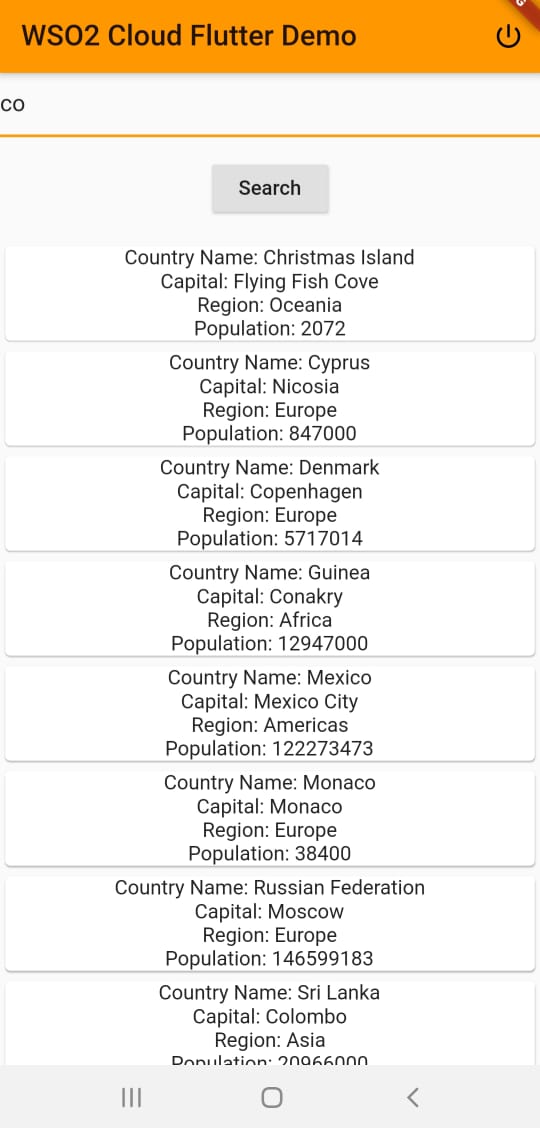 WSO2 Cloud Flutter Demo
co
Search
Country Name: Christmas Island
Capital: Flying Fish Cove
Region: Oceania
Population: 2072
Country Name: Cyprus
Capital: Nicosia
Region: Europe
Population: 847000
Country Name: Denmark
Capital: Copenhagen
Region: Europe
Population: 5717014
Country Name: Guinea
Capital: Conakry
Region: Africa
Population: 12947000
Country Name: Mexico
Capital: Mexico City
Region: Americas
Population: 122273473
Country Name: Monaco
Capital: Monaco
Region: Europe
Population: 38400
Country Name: Russian Federation
Capital: Moscow
Region: Europe
Population: 146599183
Country Name: Sri Lanka
Capital: Colombo
Region: Asia
Population: 20966000